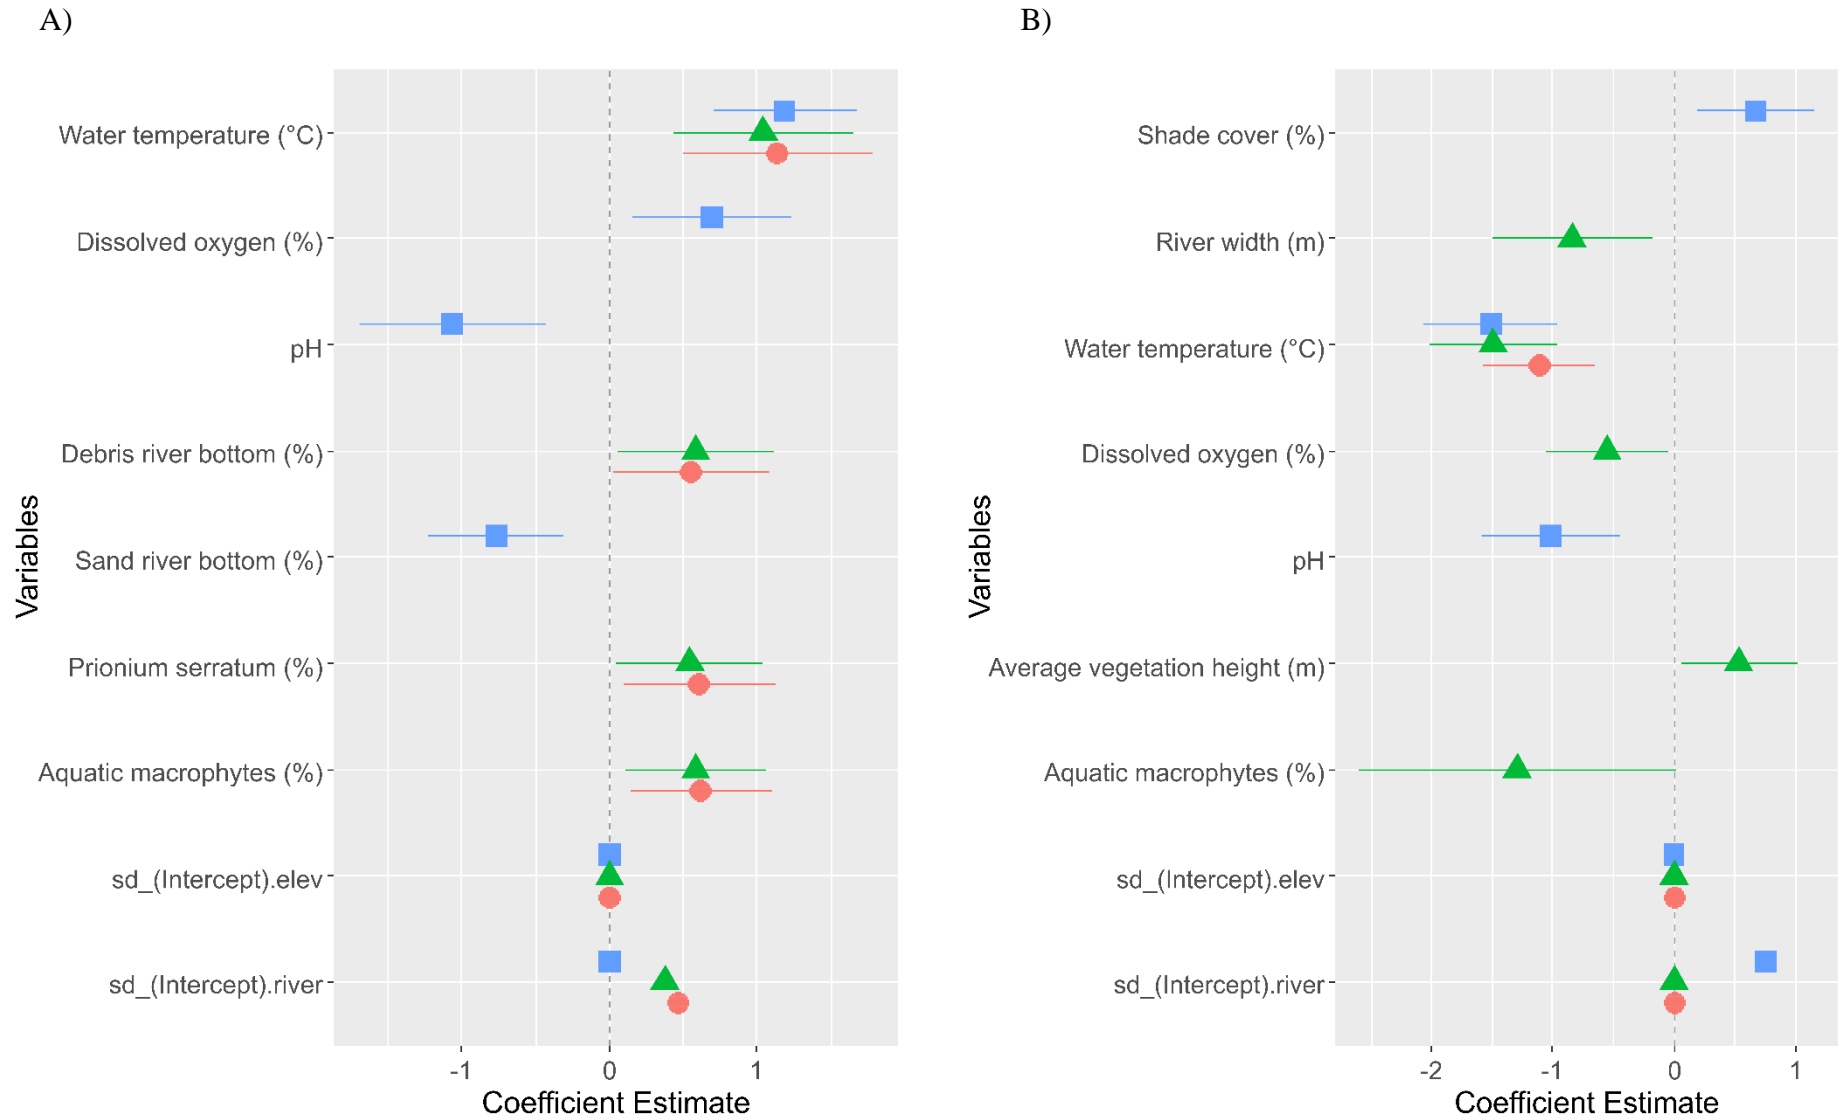 A)
Water temperature (°C)
Dissolved oxygen (%)
pH
Debris river bottom (%)
Sand river bottom (%)
Prionium serratum (%)
Aquatic macrophytes (%)
sd_(Intercept).elev
sd_(Intercept).river
Variables
-1 0 1
Coefficient Estimate
B)
Shade cover (%)
River width (m)
Water temperature (°C)
Dissolved oxygen (%)
pH
Average vegetation height (m)
Aquatic macrophytes (%)
sd_(Intercept).elev
sd_(Intercept).river
Variables
-2 -1 0 1
Coefficient Estimate